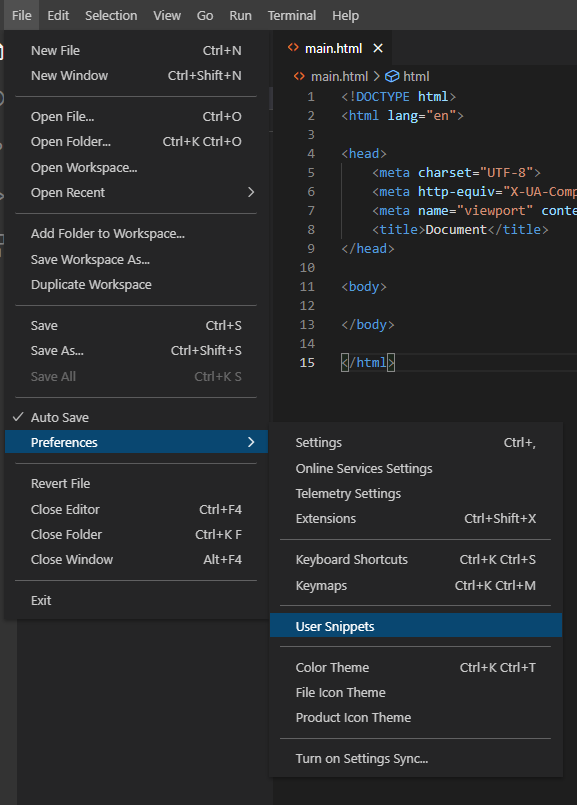 File Edit Selection View Go Run Terminal Help
New File Ctrl+N
New Window Ctrl+Shift+N
Open File... Ctrl+O
Open Folder... Ctrl+K Ctrl+O
Open Workspace...
Open Recent
Add Folder to Workspace...
Save Workspace As...
Duplicate Workspace
Save Ctrl+S
Save As... Ctrl+Shift+S
Save All Ctrl+K S
Auto Save
Preferences
Revert File
Close Editor Ctrl+F4
Close Folder Ctrl+K F
Close Window Alt+F4
Exit
Settings Ctrl+,
Online Services Settings
Telemetry Settings
Extensions Ctrl+Shift+X
Keyboard Shortcuts Ctrl+K Ctrl+S
Keymaps Ctrl+K Ctrl+M
User Snippets
Color Theme Ctrl+K Ctrl+T
File Icon Theme
Product Icon Theme
Turn on Settings Sync...
main.html
main.html > html
1 <!DOCTYPE html>
2 <html lang="en">
3
4 <head>
5 <meta charset="UTF-8">
6 <meta http-equiv="X-UA-Comp
7 <meta name="viewport" conte
8 <title>Document</title>
9 </head>
10
11 <body>
12
13 </body>
14
15 </html>